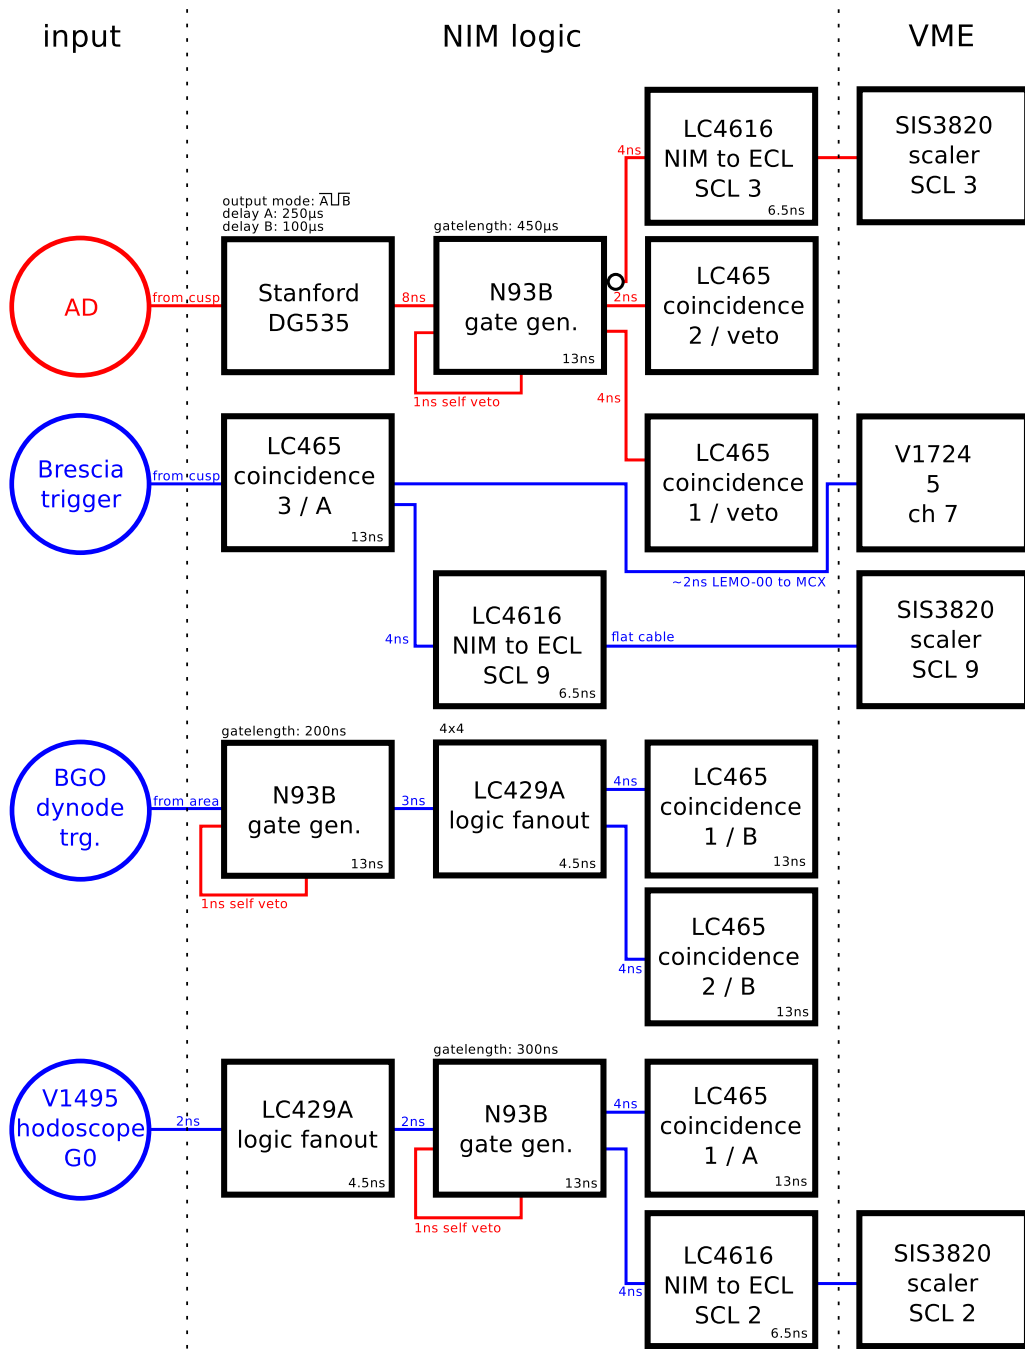 input
NIM logic
VME
LC4616
NIM to ECL
SCL 3
6.5ns
SIS3820
scaler
SCL 3
4ns
output mode: A⊔B
delay A: 250µs
delay B: 100µs
gatelength: 450µs
AD
from cusp
Stanford
DG535
8ns
N93B
gate gen.
13ns
1ns self veto
2ns
LC465
coincidence
2 / veto
4ns
Brescia
trigger
from cusp
LC465
coincidence
3 / A
13ns
LC465
coincidence
1 / veto
V1724
5
ch 7
~2ns LEMO-00 to MCX
4ns
LC4616
NIM to ECL
SCL 9
6.5ns
flat cable
SIS3820
scaler
SCL 9
gatelength: 200ns
4x4
BGO
dynode
trg.
from area
N93B
gate gen.
13ns
1ns self veto
3ns
LC429A
logic fanout
4.5ns
4ns
LC465
coincidence
1 / B
13ns
4ns
LC465
coincidence
2 / B
13ns
gatelength: 300ns
V1495
hodoscope
G0
2ns
LC429A
logic fanout
4.5ns
2ns
N93B
gate gen.
13ns
1ns self veto
4ns
LC465
coincidence
1 / A
13ns
4ns
LC4616
NIM to ECL
SCL 2
6.5ns
SIS3820
scaler
SCL 2